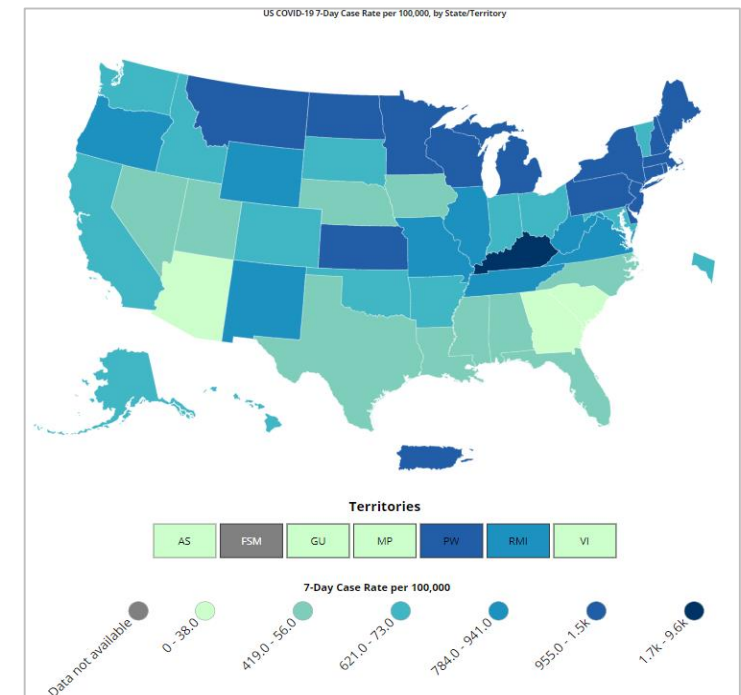 US COVID-19 7-Day Case Rate per 100,000, by State/Territory
Territories
AS FSM GU MP PW RMI VI
7-Day Case Rate per 100,000
Data not available
0 - 38.0
419.0 - 56.0
621.0 - 73.0
784.0 - 941.0
955.0 - 1.5k
1.7k - 9.6k